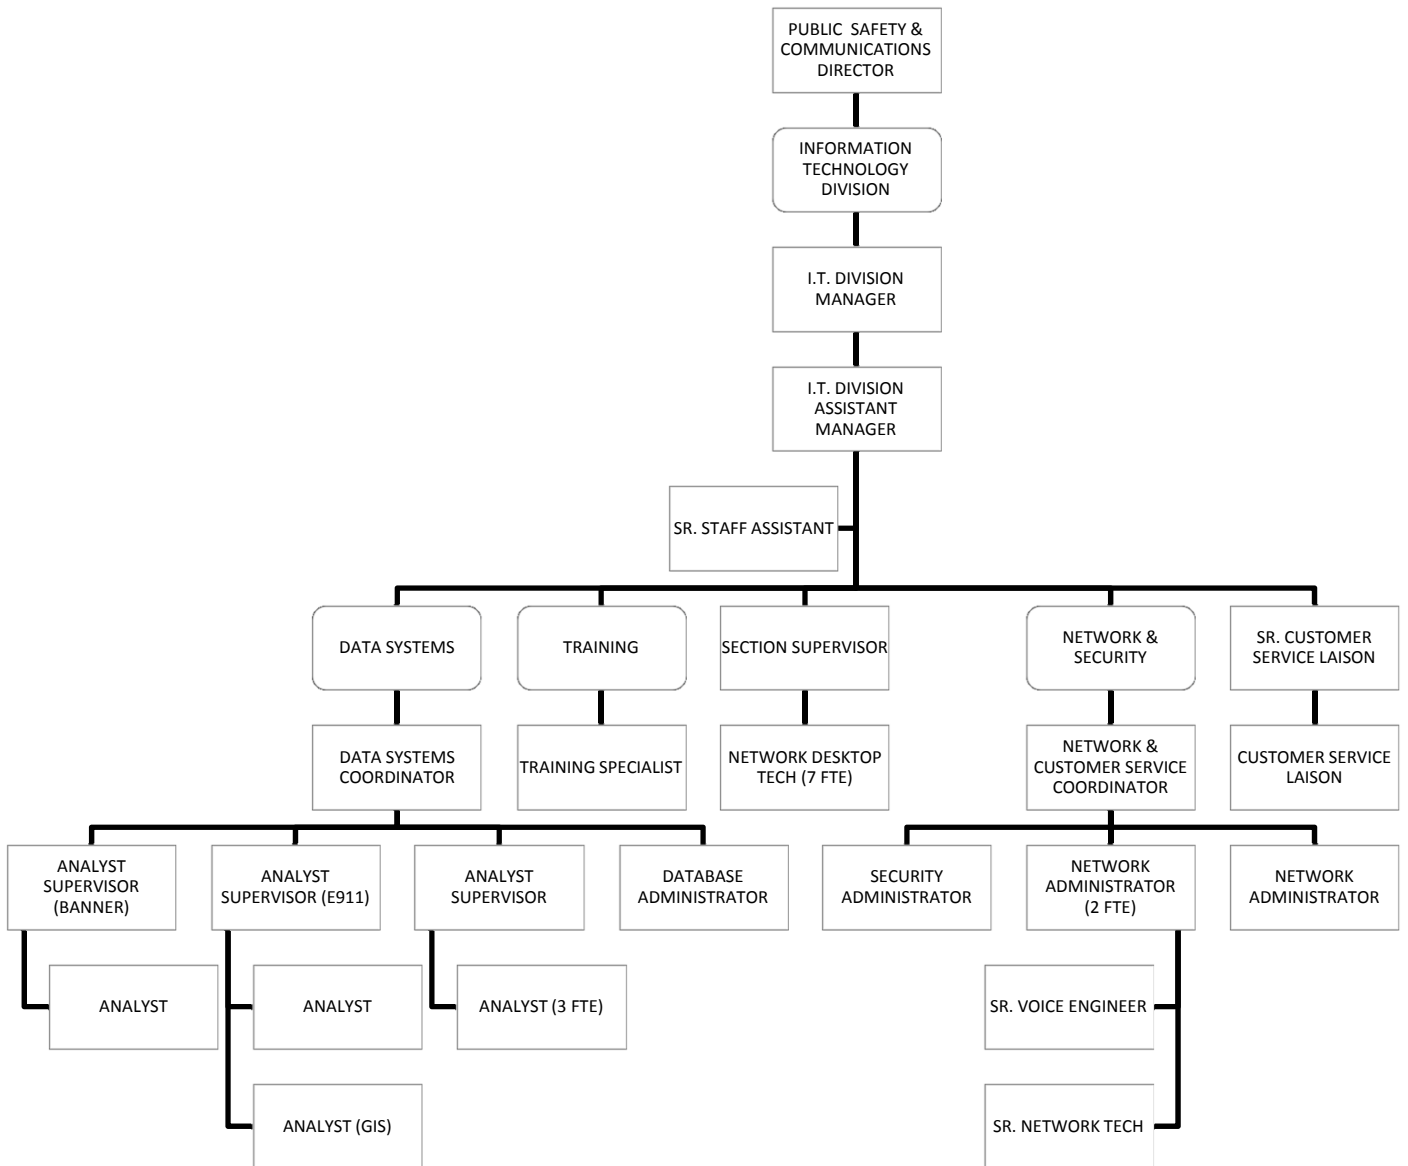 PUBLIC SAFETY &
COMMUNICATIONS
DIRECTOR
INFORMATION
TECHNOLOGY
DIVISION
I.T. DIVISION
MANAGER
I.T. DIVISION
ASSISTANT
MANAGER
SR. STAFF ASSISTANT
DATA SYSTEMS
TRAINING
SECTION SUPERVISOR
NETWORK &
SECURITY
SR. CUSTOMER
SERVICE LAISON
DATA SYSTEMS
COORDINATOR
TRAINING SPECIALIST
NETWORK DESKTOP
TECH (7 FTE)
NETWORK &
CUSTOMER SERVICE
COORDINATOR
CUSTOMER SERVICE
LAISON
ANALYST
SUPERVISOR
(BANNER)
ANALYST
SUPERVISOR (E911)
ANALYST
SUPERVISOR
DATABASE
ADMINISTRATOR
SECURITY
ADMINISTRATOR
NETWORK
ADMINISTRATOR
(2 FTE)
NETWORK
ADMINISTRATOR
ANALYST
ANALYST
ANALYST (3 FTE)
SR. VOICE ENGINEER
ANALYST (GIS)
SR. NETWORK TECH